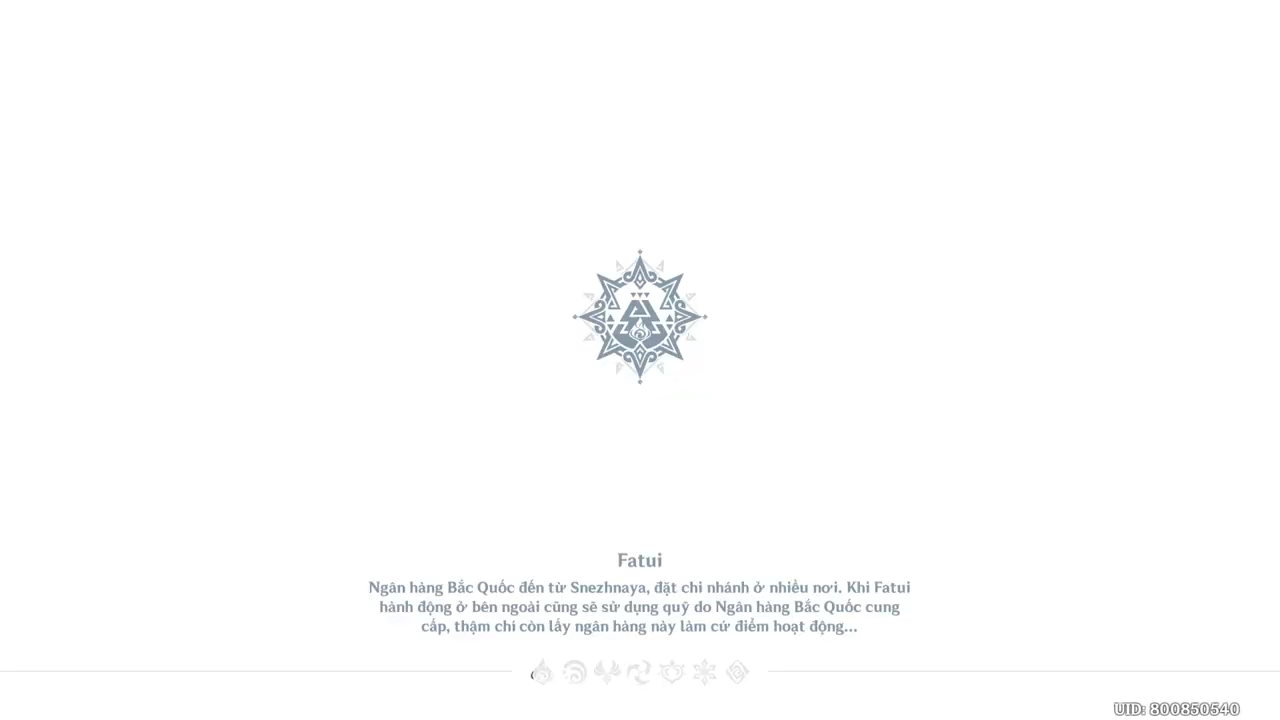 Fatui
Ngân hàng Bắc Quốc đến từ Snezhnaya, đặt chi nhánh ở nhiều nơi. Khi Fatui
hành động ở bên ngoài cũng sẽ sử dụng quỹ do Ngân hàng Bắc Quốc cung
cấp, thậm chí còn lấy ngân hàng này làm cứ điểm hoạt động...
UID: 800850540